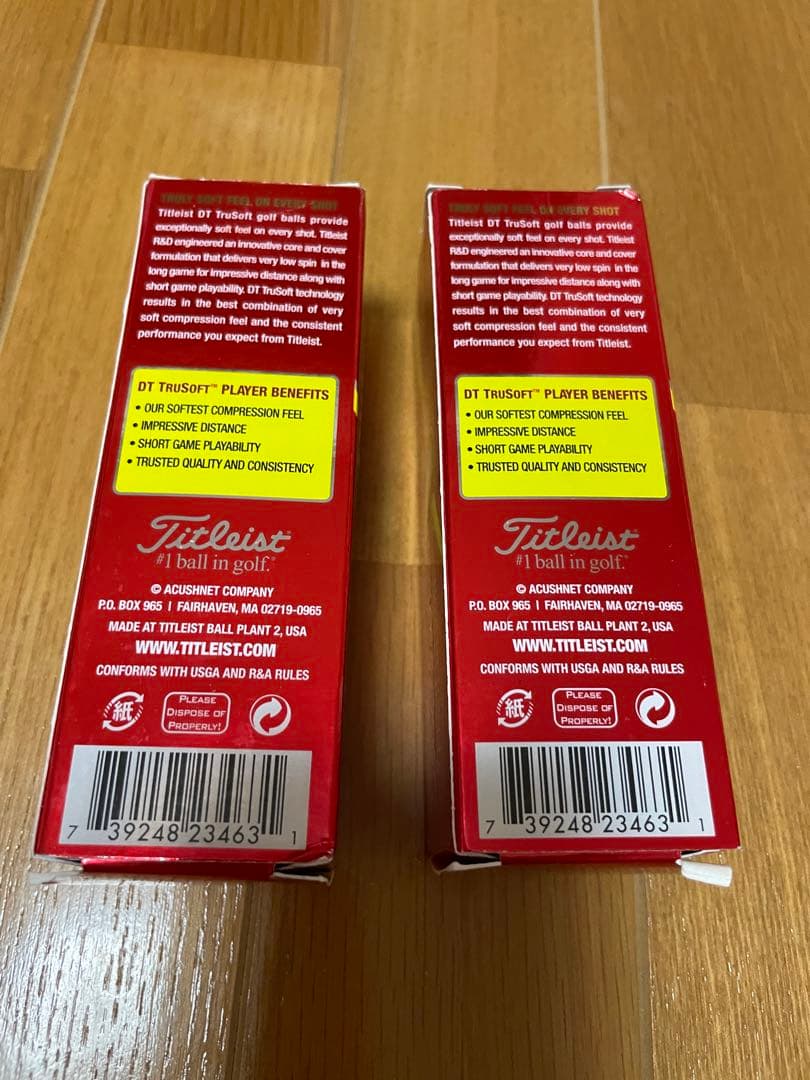 TRULY SOFT FEEL ON EVERY SHOT
Titleist DT TruSoft golf balls provide
exceptionally soft feel on every shot. Titleist
R&D engineered an innovative core and cover
formulation that delivers very low spin in the
long game for impressive distance along with
short game playability. DT TruSoft technology
results in the best combination of very
soft compression feel and the consistent
performance you expect from Titleist.
DT TRUSOFT™ PLAYER BENEFITS
• OUR SOFTEST COMPRESSION FEEL
• IMPRESSIVE DISTANCE
• SHORT GAME PLAYABILITY
• TRUSTED QUALITY AND CONSISTENCY
Titleist®
#1 ball in golf.®
© ACUSHNET COMPANY
P.O. BOX 965 | FAIRHAVEN, MA 02719-0965
MADE AT TITLEIST BALL PLANT 2, USA
WWW.TITLEIST.COM
CONFORMS WITH USGA AND R&A RULES
紙
PLEASE
DISPOSE OF
PROPERLY!
7 39248 23463 1
TRULY SOFT FEEL ON EVERY SHOT
Titleist DT TruSoft golf balls provide
exceptionally soft feel on every shot. Titleist
R&D engineered an innovative core and cover
formulation that delivers very low spin in the
long game for impressive distance along with
short game playability. DT TruSoft technology
results in the best combination of very
soft compression feel and the consistent
performance you expect from Titleist.
DT TRUSOFT™ PLAYER BENEFITS
• OUR SOFTEST COMPRESSION FEEL
• IMPRESSIVE DISTANCE
• SHORT GAME PLAYABILITY
• TRUSTED QUALITY AND CONSISTENCY
Titleist®
#1 ball in golf.®
© ACUSHNET COMPANY
P.O. BOX 965 | FAIRHAVEN, MA 02719-0965
MADE AT TITLEIST BALL PLANT 2, USA
WWW.TITLEIST.COM
CONFORMS WITH USGA AND R&A RULES
紙
PLEASE
DISPOSE OF
PROPERLY!
7 39248 23463 1